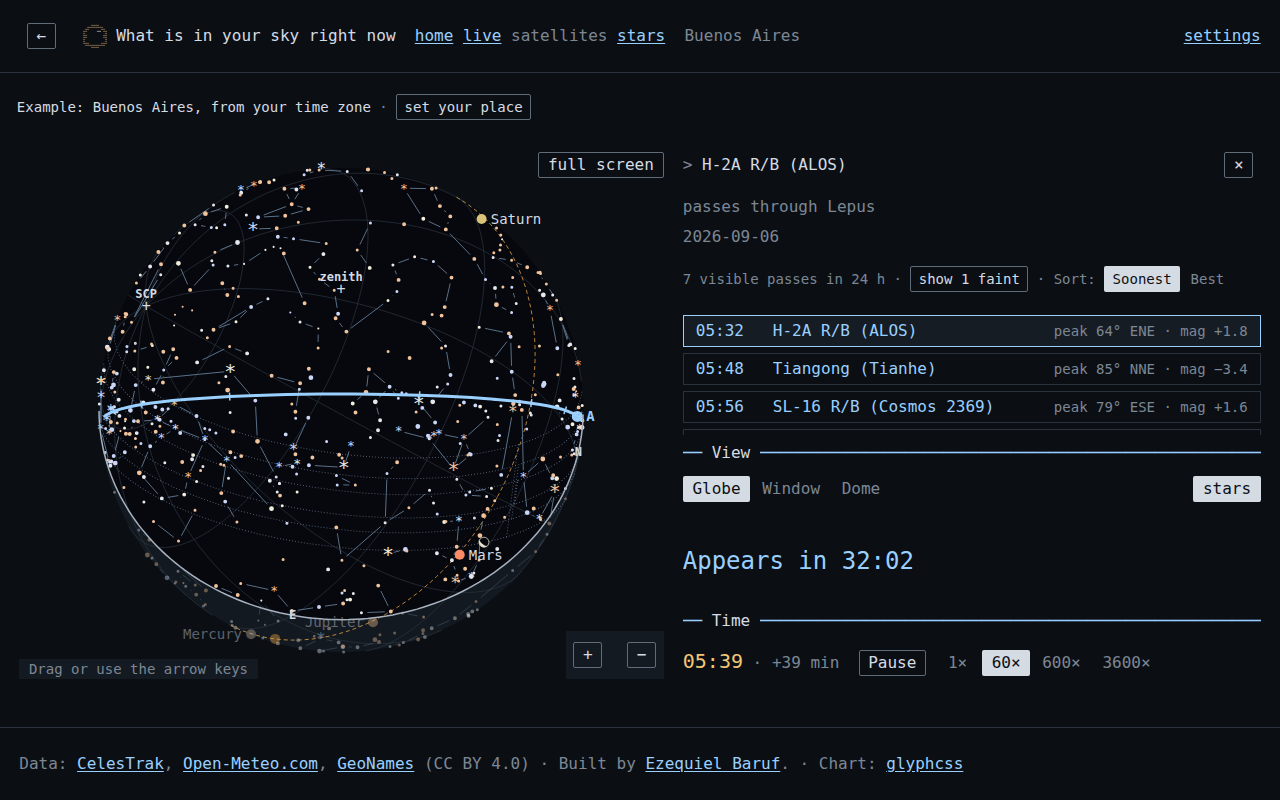 ← What is in your sky right now home live satellites stars Buenos Aires settings
Example: Buenos Aires, from your time zone · set your place
full screen
Saturn
zenith
SCP
A
N
Mars
E
Jupiter
Mercury
Drag or use the arrow keys
+ −
> H-2A R/B (ALOS) ×
passes through Lepus
2026-09-06
7 visible passes in 24 h · show 1 faint · Sort: Soonest Best
05:32 H-2A R/B (ALOS) peak 64° ENE · mag +1.8
05:48 Tiangong (Tianhe) peak 85° NNE · mag −3.4
05:56 SL-16 R/B (Cosmos 2369) peak 79° ESE · mag +1.6
View
Globe Window Dome stars
Appears in 32:02
Time
05:39 · +39 min Pause 1× 60× 600× 3600×
Data: CelesTrak, Open-Meteo.com, GeoNames (CC BY 4.0) · Built by Ezequiel Baruf. · Chart: glyphcss